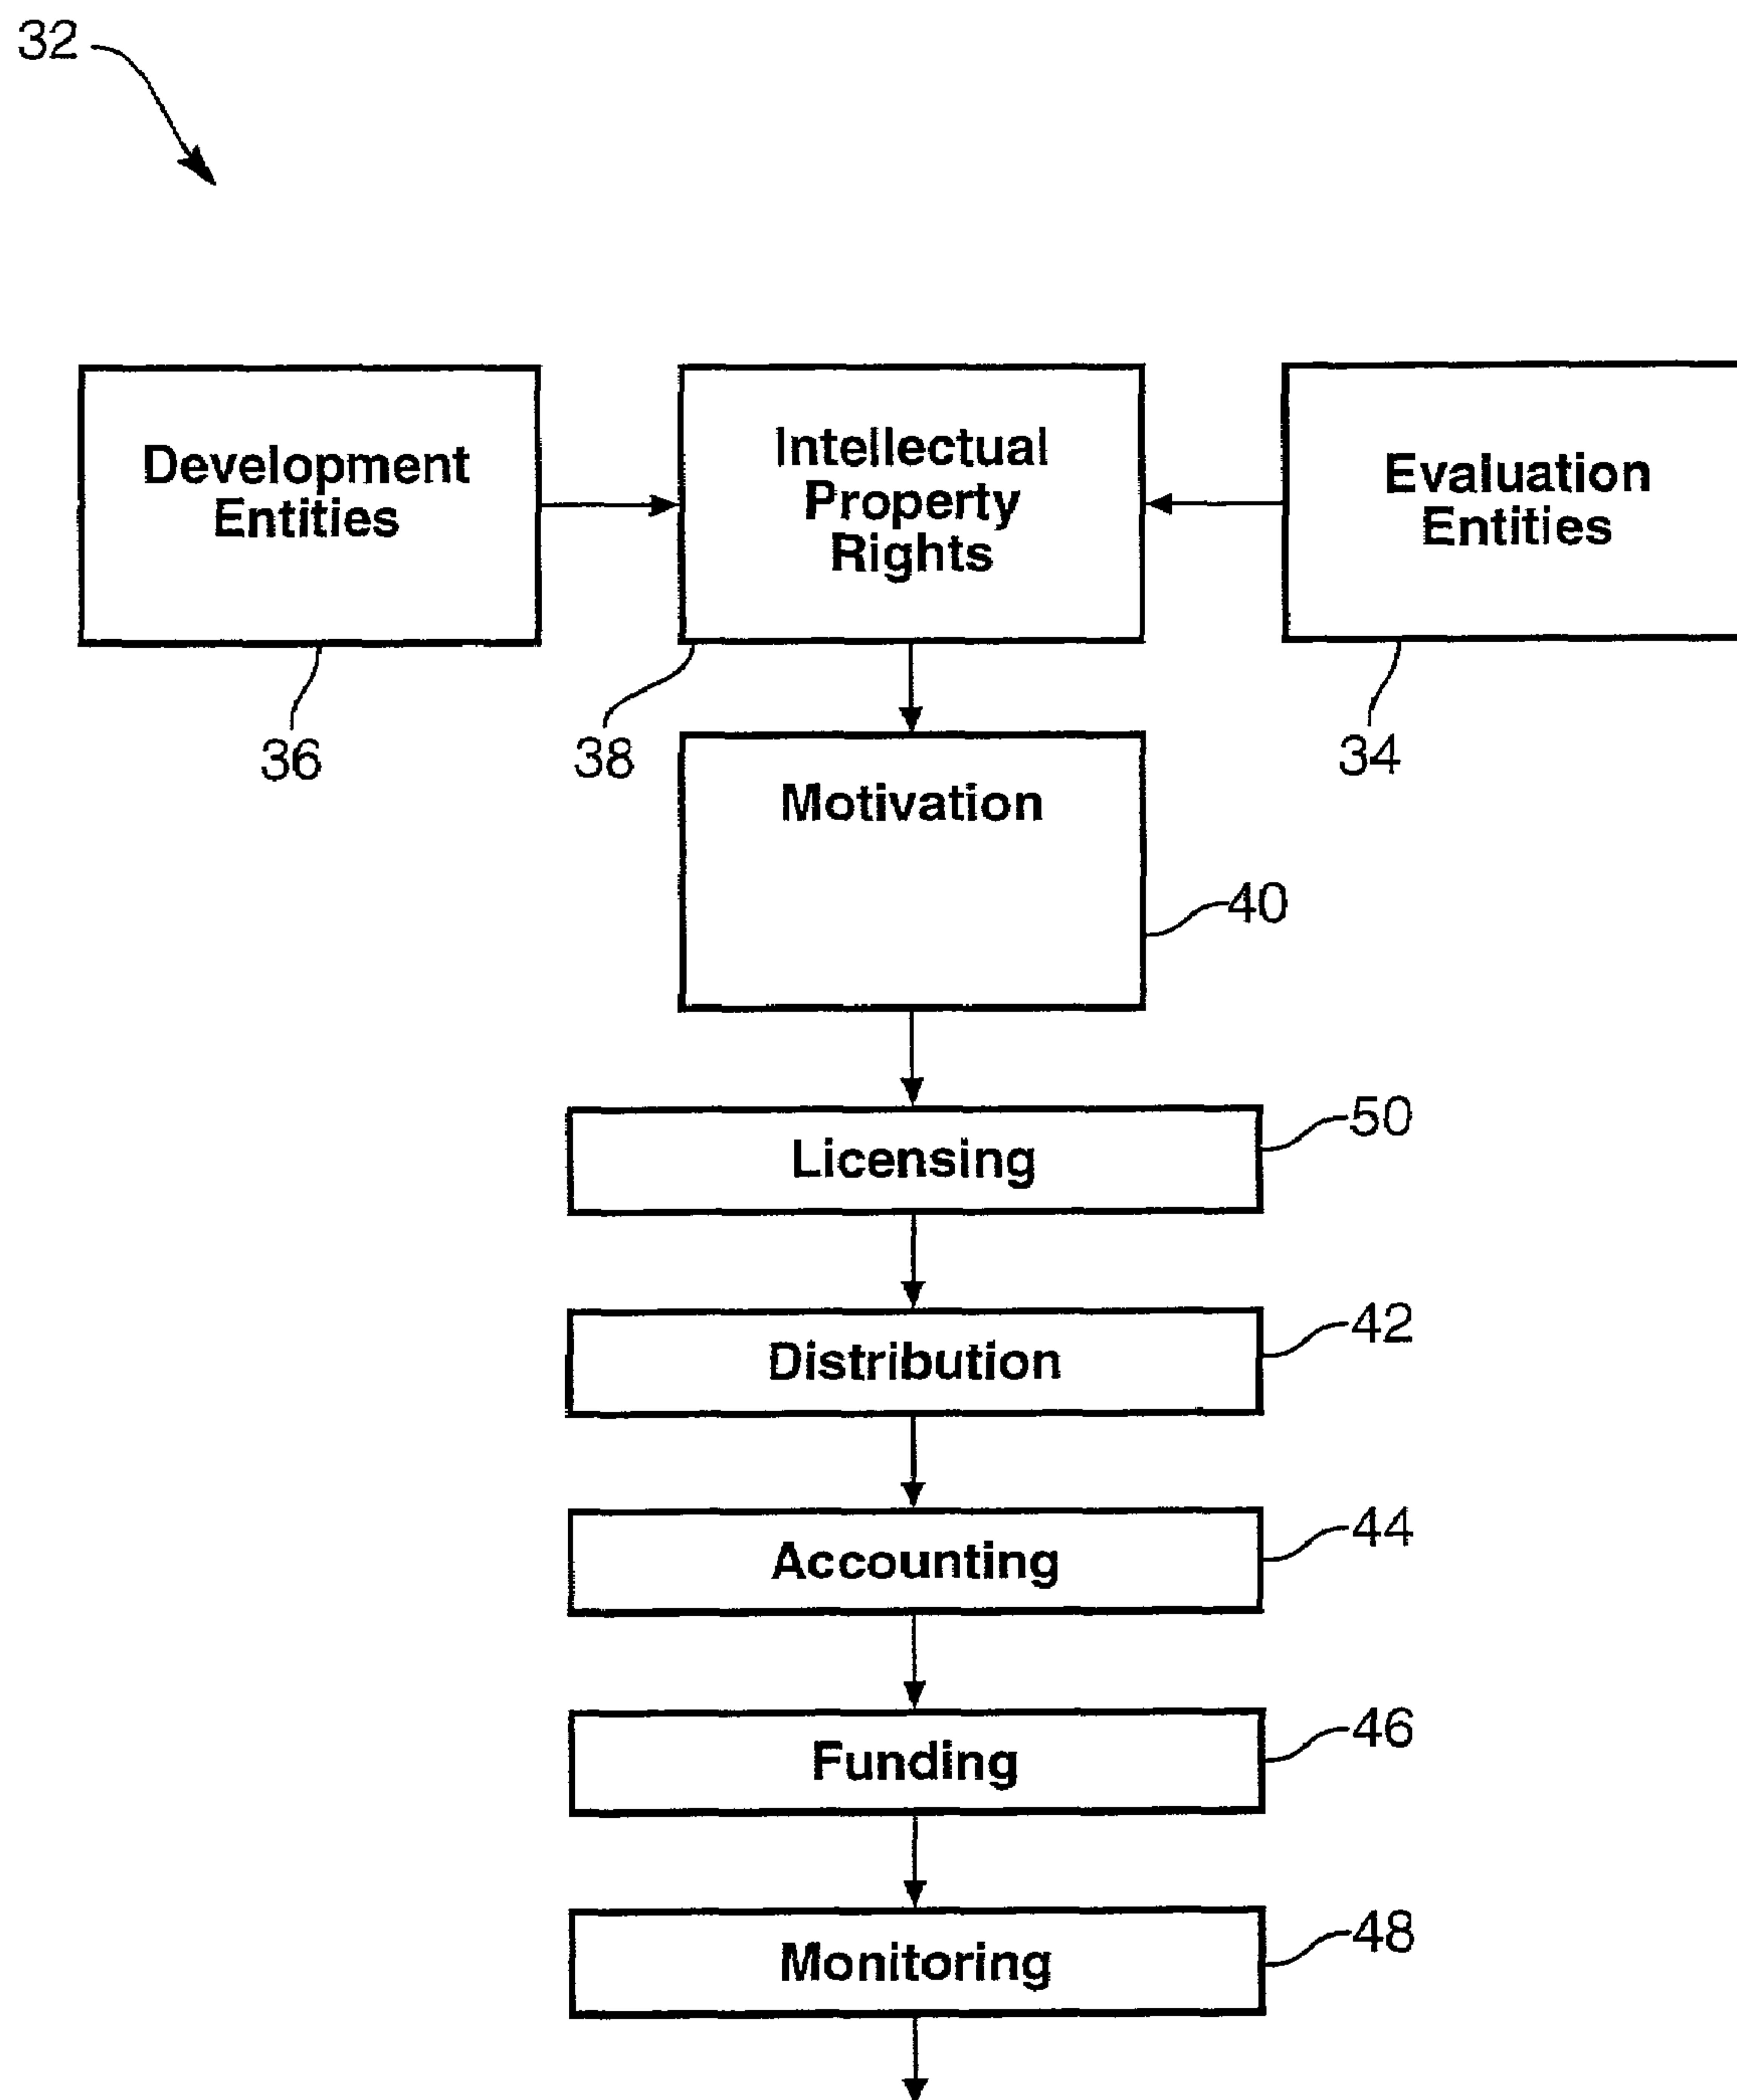 32
Development
Entities
Intellectual
Property
Rights
Evaluation
Entities
36
38
34
Motivation
40
50
Licensing
42
Distribution
44
Accounting
46
Funding
48
Monitoring